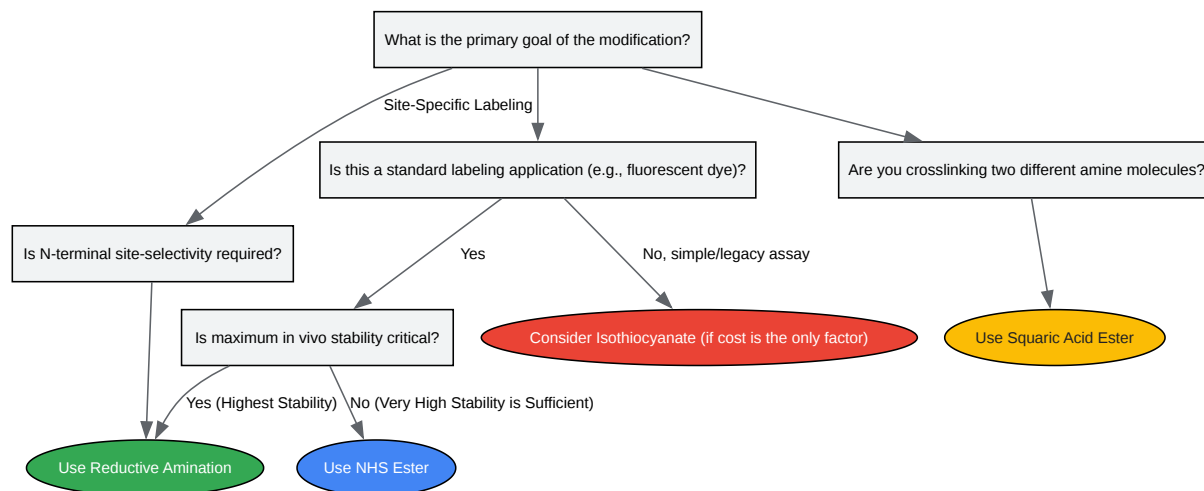 What is the primary goal of the modification?
Site-Specific Labeling
Is this a standard labeling application (e.g., fluorescent dye)?
Are you crosslinking two different amine molecules?
Is N-terminal site-selectivity required?
Yes
No, simple/legacy assay
Is maximum in vivo stability critical?
Consider Isothiocyanate (if cost is the only factor)
Use Squaric Acid Ester
Yes (Highest Stability)
No (Very High Stability is Sufficient)
Use Reductive Amination
Use NHS Ester